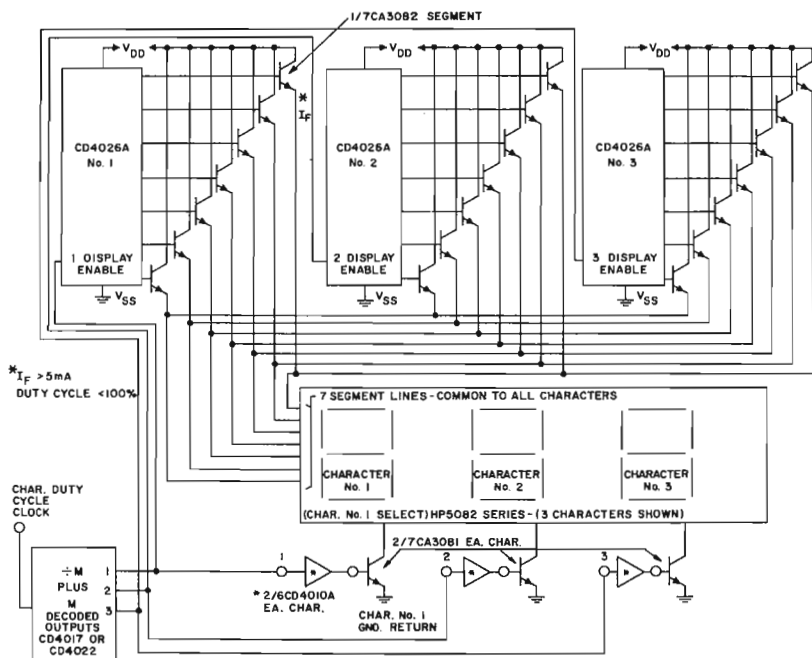 1/7CA3082 SEGMENT
VDD
VDD
VDD
* IF
CD4026A
No. 1
CD4026A
No. 2
CD4026A
No. 3
1 DISPLAY
ENABLE
2 DISPLAY
ENABLE
3 DISPLAY
ENABLE
VSS
VSS
VSS
*IF >5mA
DUTY CYCLE <100%
7 SEGMENT LINES-COMMON TO ALL CHARACTERS
CHARACTER
No. 1
CHARACTER
No. 2
CHARACTER
No. 3
(CHAR. No. 1 SELECT) HP5082 SERIES-(3 CHARACTERS SHOWN)
CHAR. DUTY
CYCLE
CLOCK
2/7CA3081 EA. CHAR.
1
2
3
*
*
*
÷M
PLUS
M
DECODED
OUTPUTS
CD4017 OR
CD4022
1
2
3
* 2/6CD4010A
EA. CHAR.
CHAR. No. 1
GND. RETURN